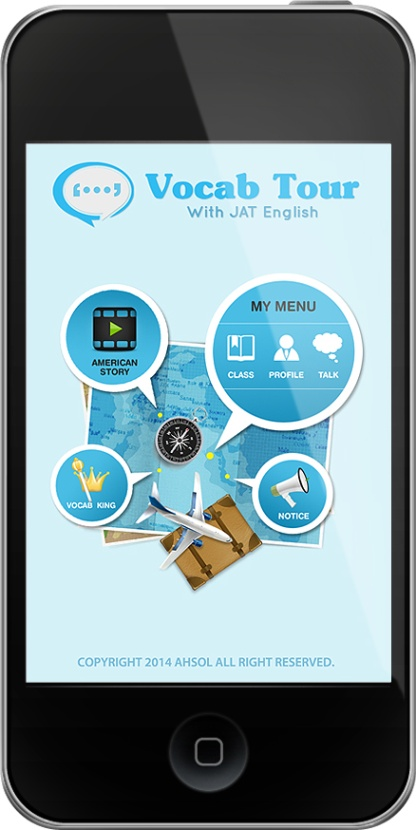 Vocab Tour
With JAT English
AMERICAN
STORY
MY MENU
CLASS PROFILE TALK
VOCAB KING
NOTICE
COPYRIGHT 2014 AHSOL ALL RIGHT RESERVED.